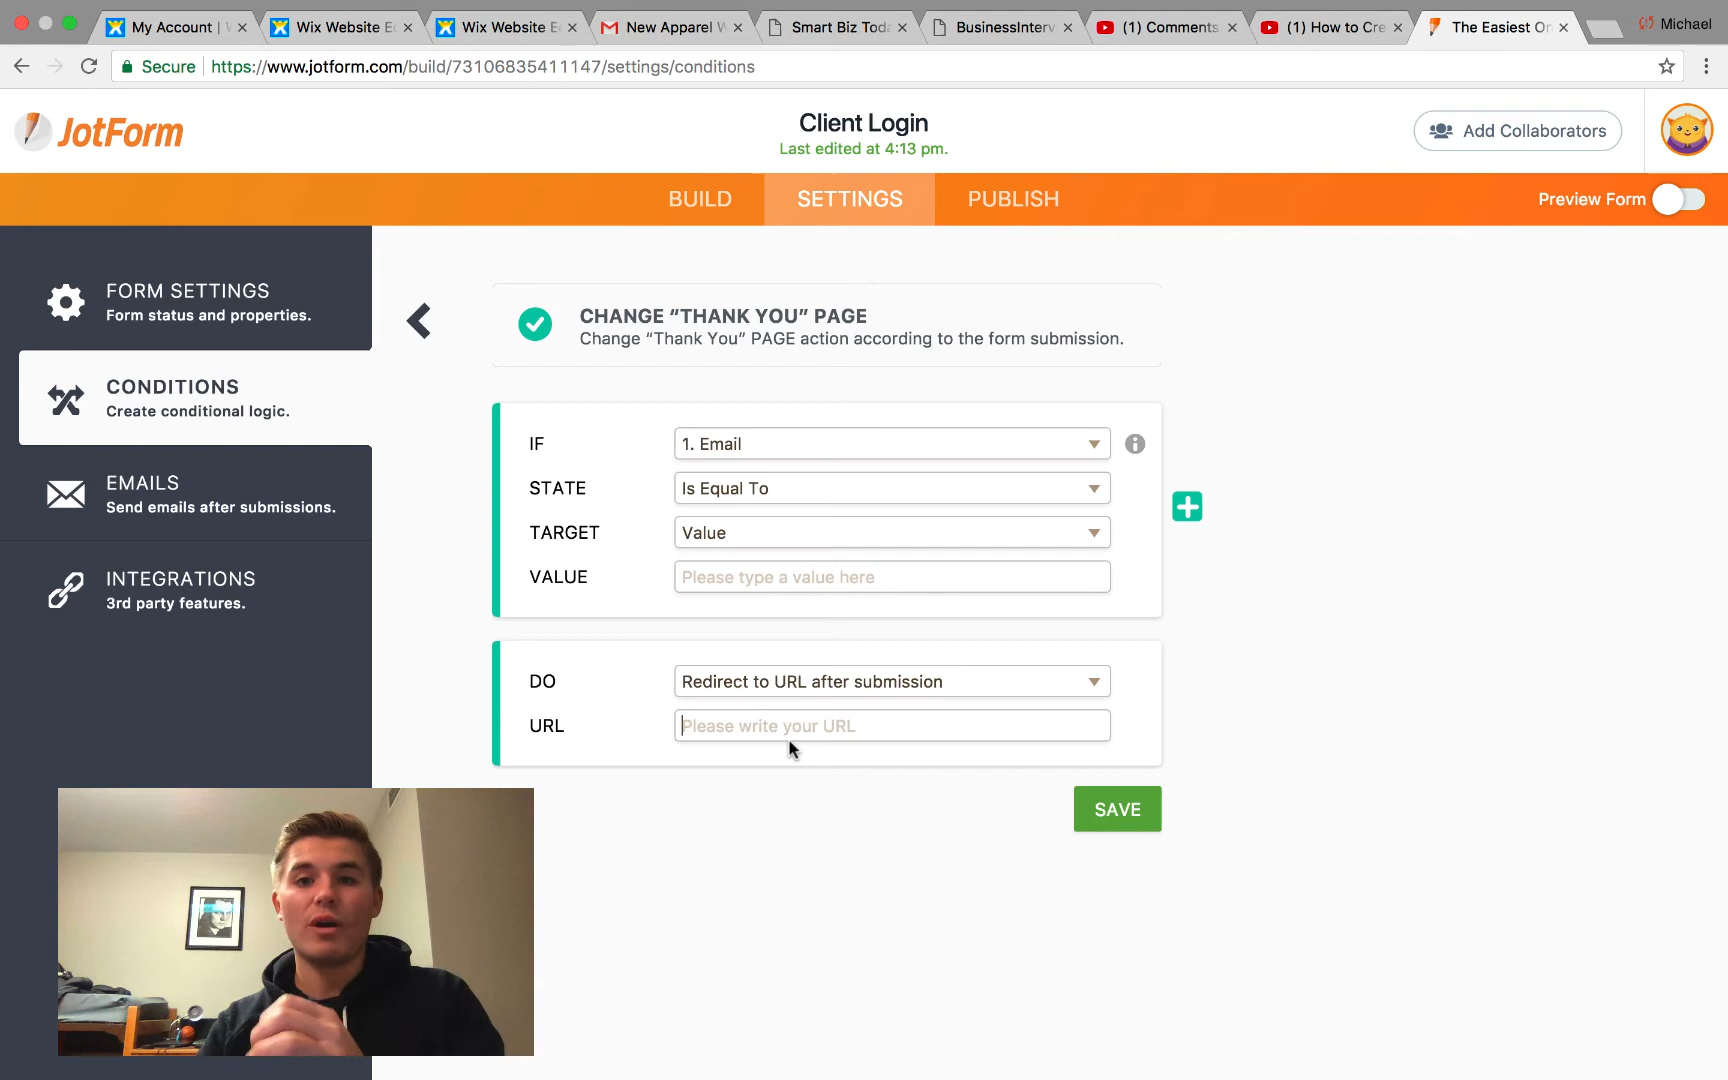 My Account | W
Wix Website Ed
Wix Website Ed
New Apparel W
Smart Biz Toda
BusinessInterv
(1) Comments
(1) How to Cre
The Easiest On
Michael
Secure
https://www.jotform.com/build/73106835411147/settings/conditions
JotForm
Client Login
Last edited at 4:13 pm.
Add Collaborators
BUILD
SETTINGS
PUBLISH
Preview Form
FORM SETTINGS
Form status and properties.
CONDITIONS
Create conditional logic.
EMAILS
Send emails after submissions.
INTEGRATIONS
3rd party features.
CHANGE “THANK YOU” PAGE
Change “Thank You” PAGE action according to the form submission.
IF
1. Email
STATE
Is Equal To
TARGET
Value
VALUE
Please type a value here
DO
Redirect to URL after submission
URL
Please write your URL
SAVE